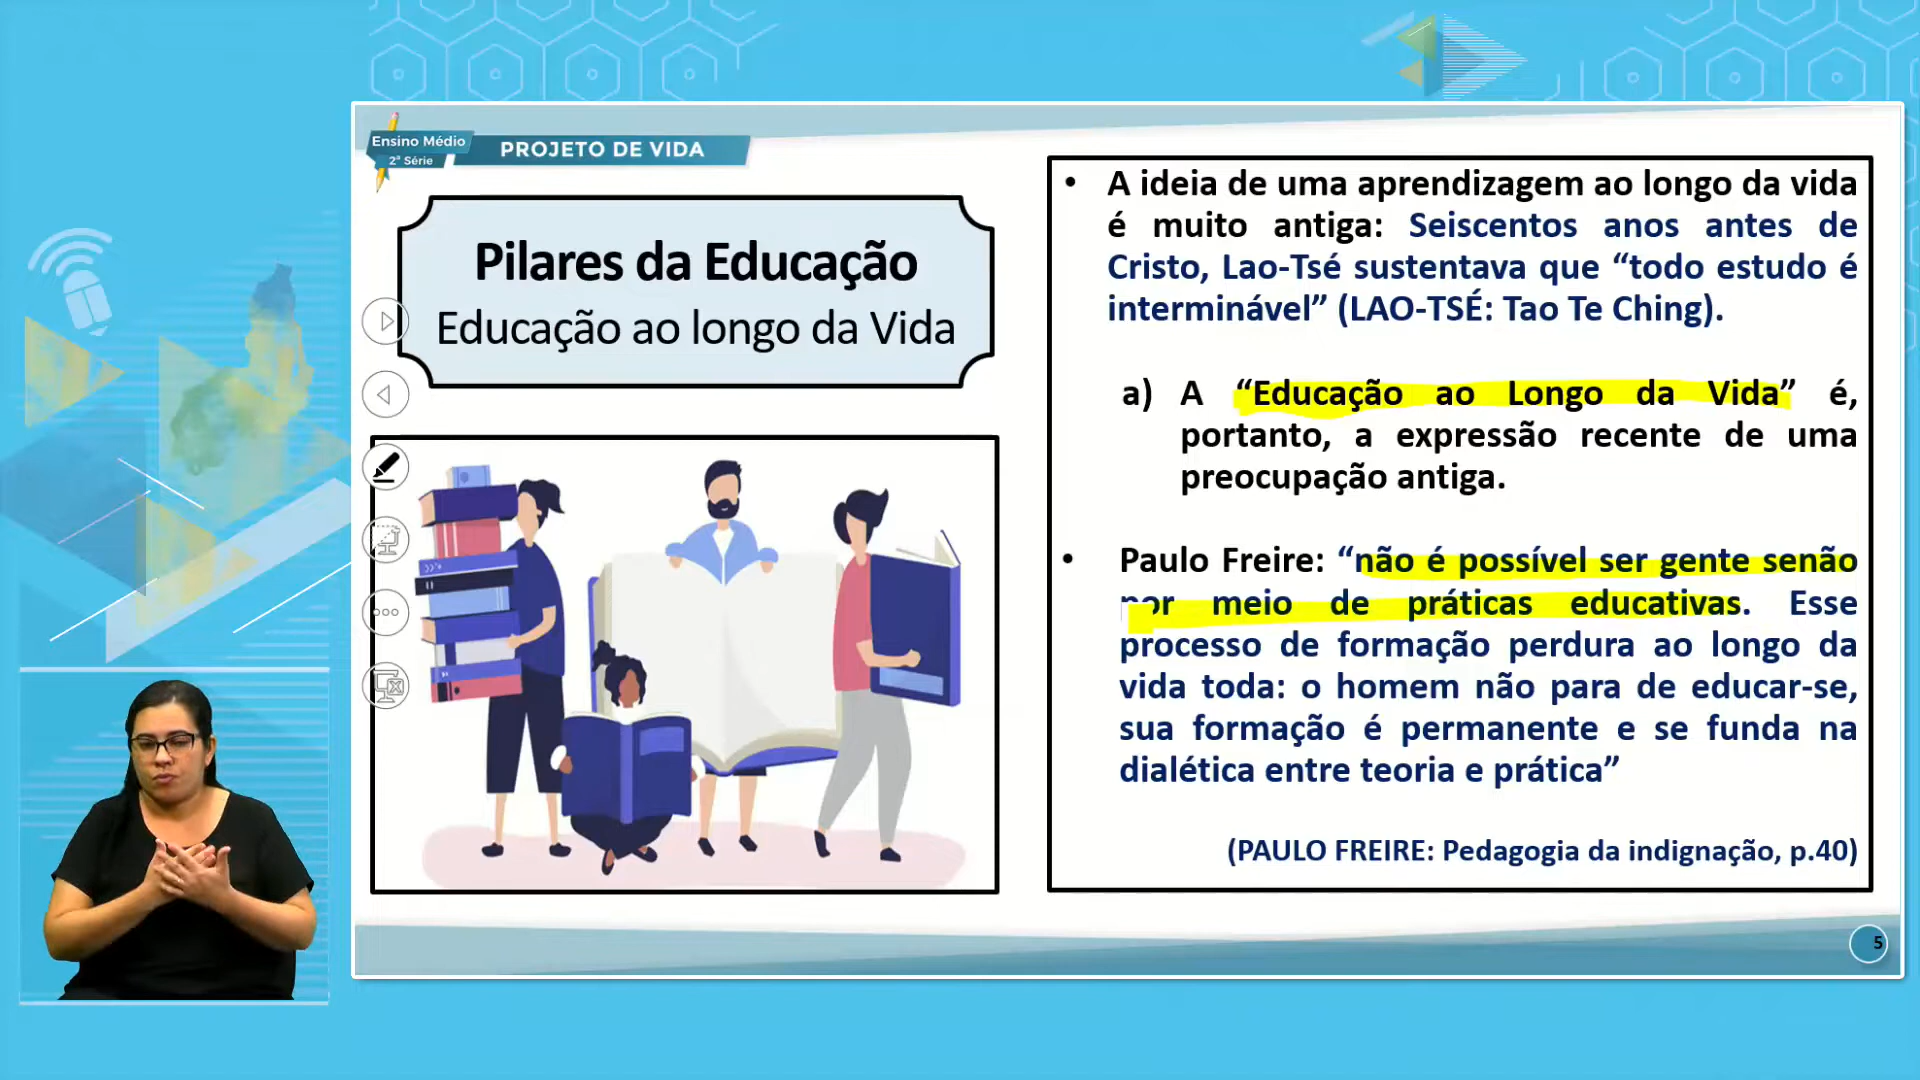 Ensino Médio
2ª Série
PROJETO DE VIDA
Pilares da Educação
Educação ao longo da Vida
• A ideia de uma aprendizagem ao longo da vida
é muito antiga: Seiscentos anos antes de
Cristo, Lao-Tsé sustentava que “todo estudo é
interminável” (LAO-TSÉ: Tao Te Ching).
a) A “Educação ao Longo da Vida” é,
portanto, a expressão recente de uma
preocupação antiga.
• Paulo Freire: “não é possível ser gente senão
por meio de práticas educativas. Esse
processo de formação perdura ao longo da
vida toda: o homem não para de educar-se,
sua formação é permanente e se funda na
dialética entre teoria e prática”
(PAULO FREIRE: Pedagogia da indignação, p.40)
5